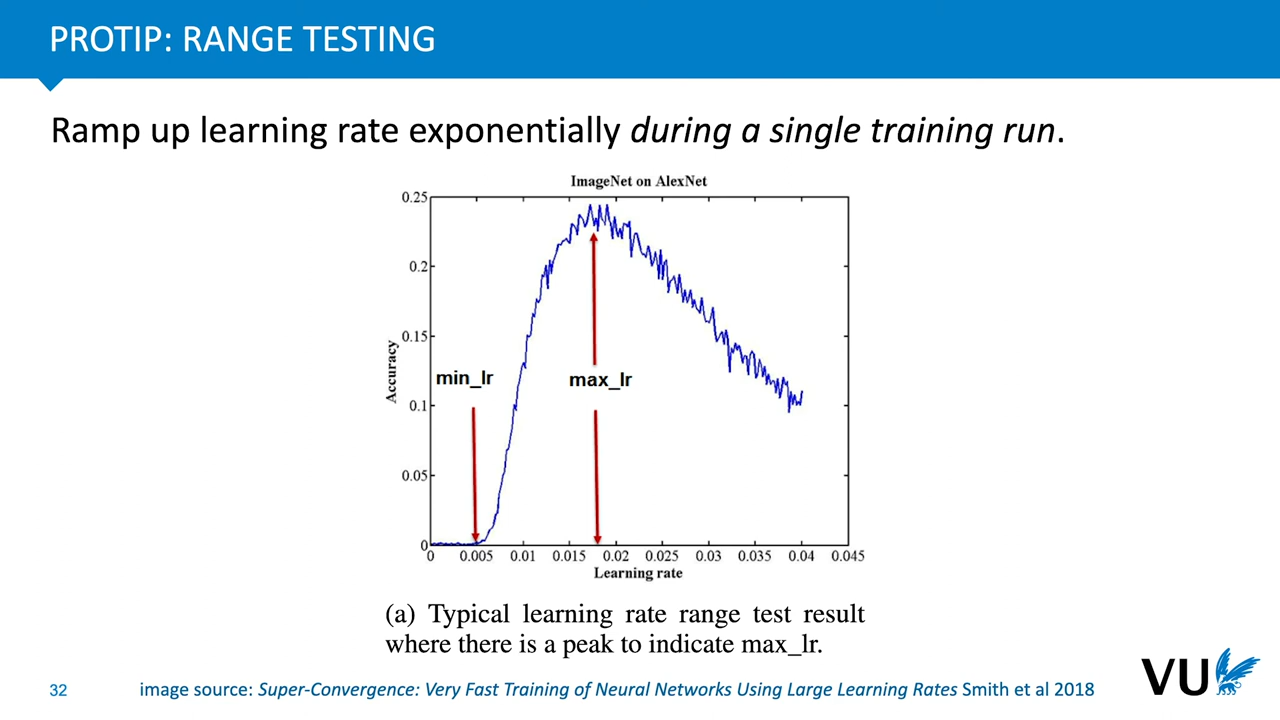 PROTIP: RANGE TESTING
Ramp up learning rate exponentially during a single training run.
ImageNet on AlexNet
0.25
0.2
0.15
0.1
0.05
0
Accuracy
min_lr
max_lr
0 0.005 0.01 0.015 0.02 0.025 0.03 0.035 0.04 0.045
Learning rate
(a) Typical learning rate range test result
where there is a peak to indicate max_lr.
32
image source: Super-Convergence: Very Fast Training of Neural Networks Using Large Learning Rates Smith et al 2018
VU